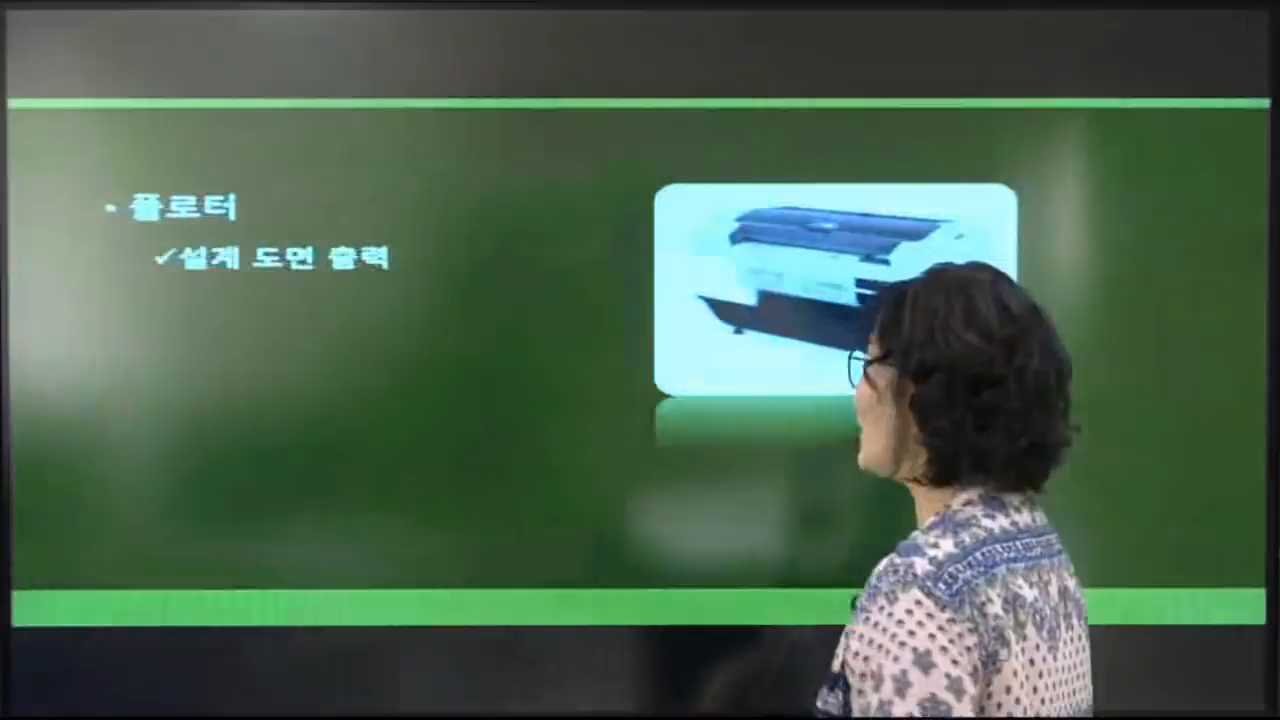 • 플로터
✓설계 도면 출력